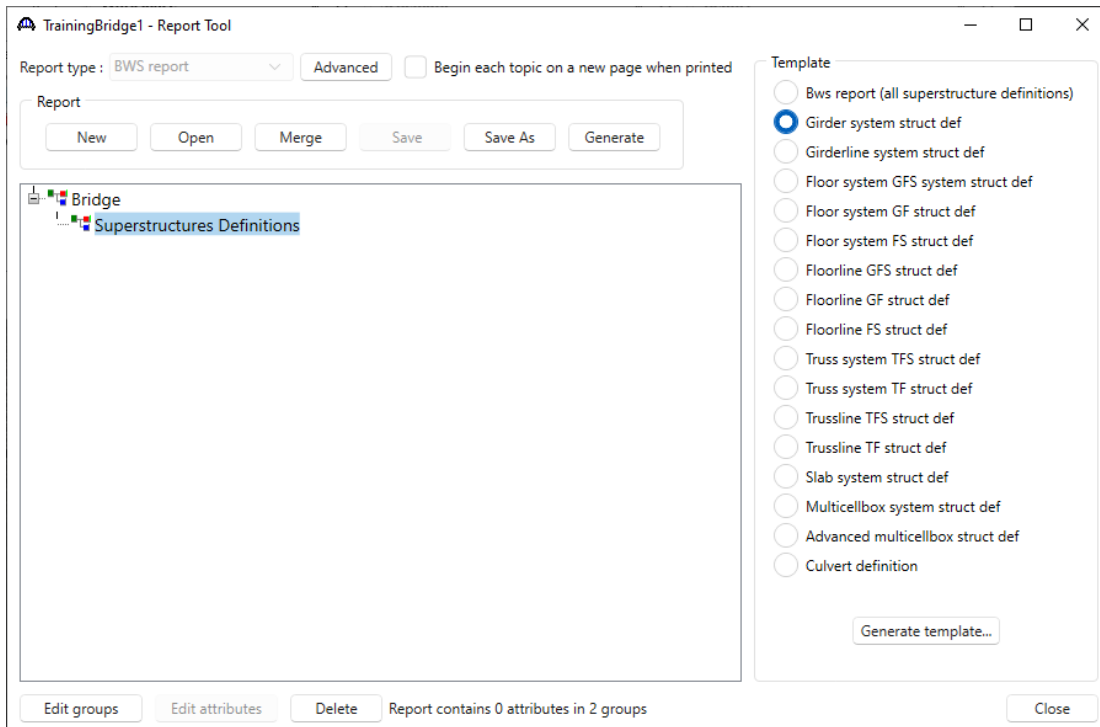 TrainingBridge1 - Report Tool
Report type : BWS report Advanced Begin each topic on a new page when printed
Report
New Open Merge Save Save As Generate
Bridge
Superstructures Definitions
Template
Bws report (all superstructure definitions)
Girder system struct def
Girderline system struct def
Floor system GFS system struct def
Floor system GF struct def
Floor system FS struct def
Floorline GFS struct def
Floorline GF struct def
Floorline FS struct def
Truss system TFS struct def
Truss system TF struct def
Trussline TFS struct def
Trussline TF struct def
Slab system struct def
Multicellbox system struct def
Advanced multicellbox struct def
Culvert definition
Generate template...
Edit groups Edit attributes Delete Report contains 0 attributes in 2 groups Close